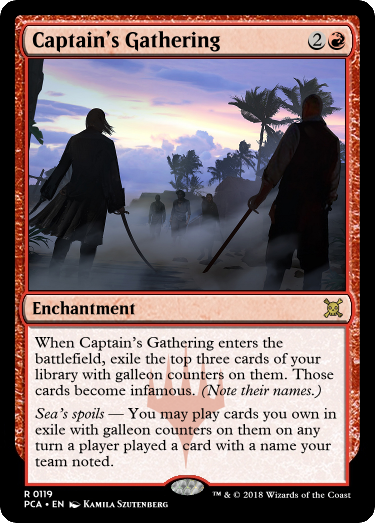 Captain's Gathering 2
Enchantment
When Captain's Gathering enters the
battlefield, exile the top three cards of your
library with galleon counters on them. Those
cards become infamous. (Note their names.)
Sea's spoils — You may play cards you own in
exile with galleon counters on them on any
turn a player played a card with a name your
team noted.
R 0119
PCA • EN Kamila Szutenberg
™ & © 2018 Wizards of the Coast